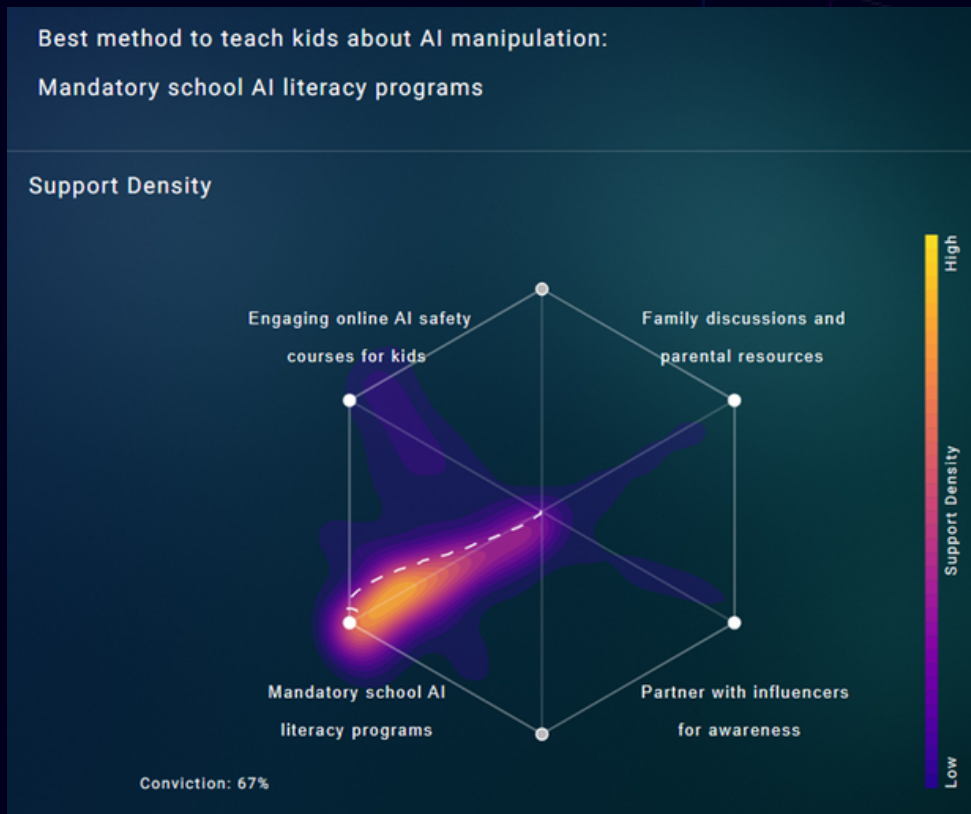 Best method to teach kids about AI manipulation:
Mandatory school AI literacy programs
Support Density
High
Engaging online AI safety
courses for kids
Family discussions and
parental resources
Support Density
Mandatory school AI
literacy programs
Partner with influencers
for awareness
Low
Conviction: 67%